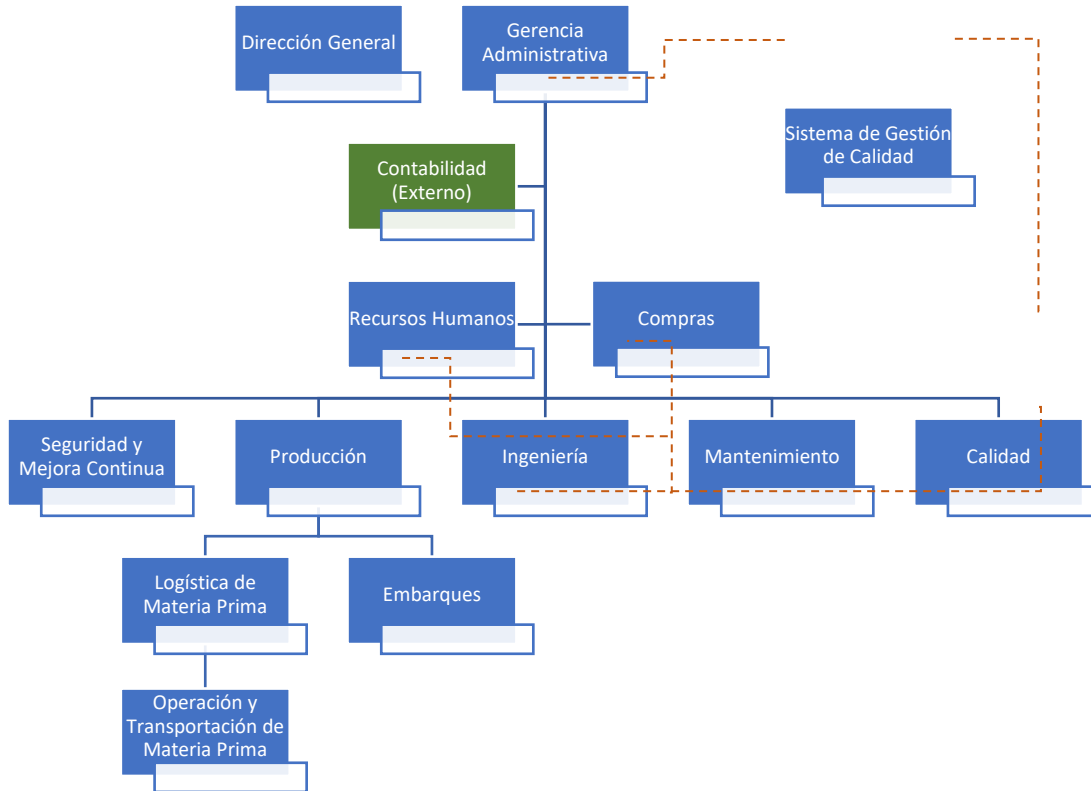 Dirección General
Gerencia
Administrativa
Sistema de Gestión
de Calidad
Contabilidad
(Externo)
Recursos Humanos
Compras
Seguridad y
Mejora Continua
Producción
Ingeniería
Mantenimiento
Calidad
Logística de
Materia Prima
Embarques
Operación y
Transportación de
Materia Prima